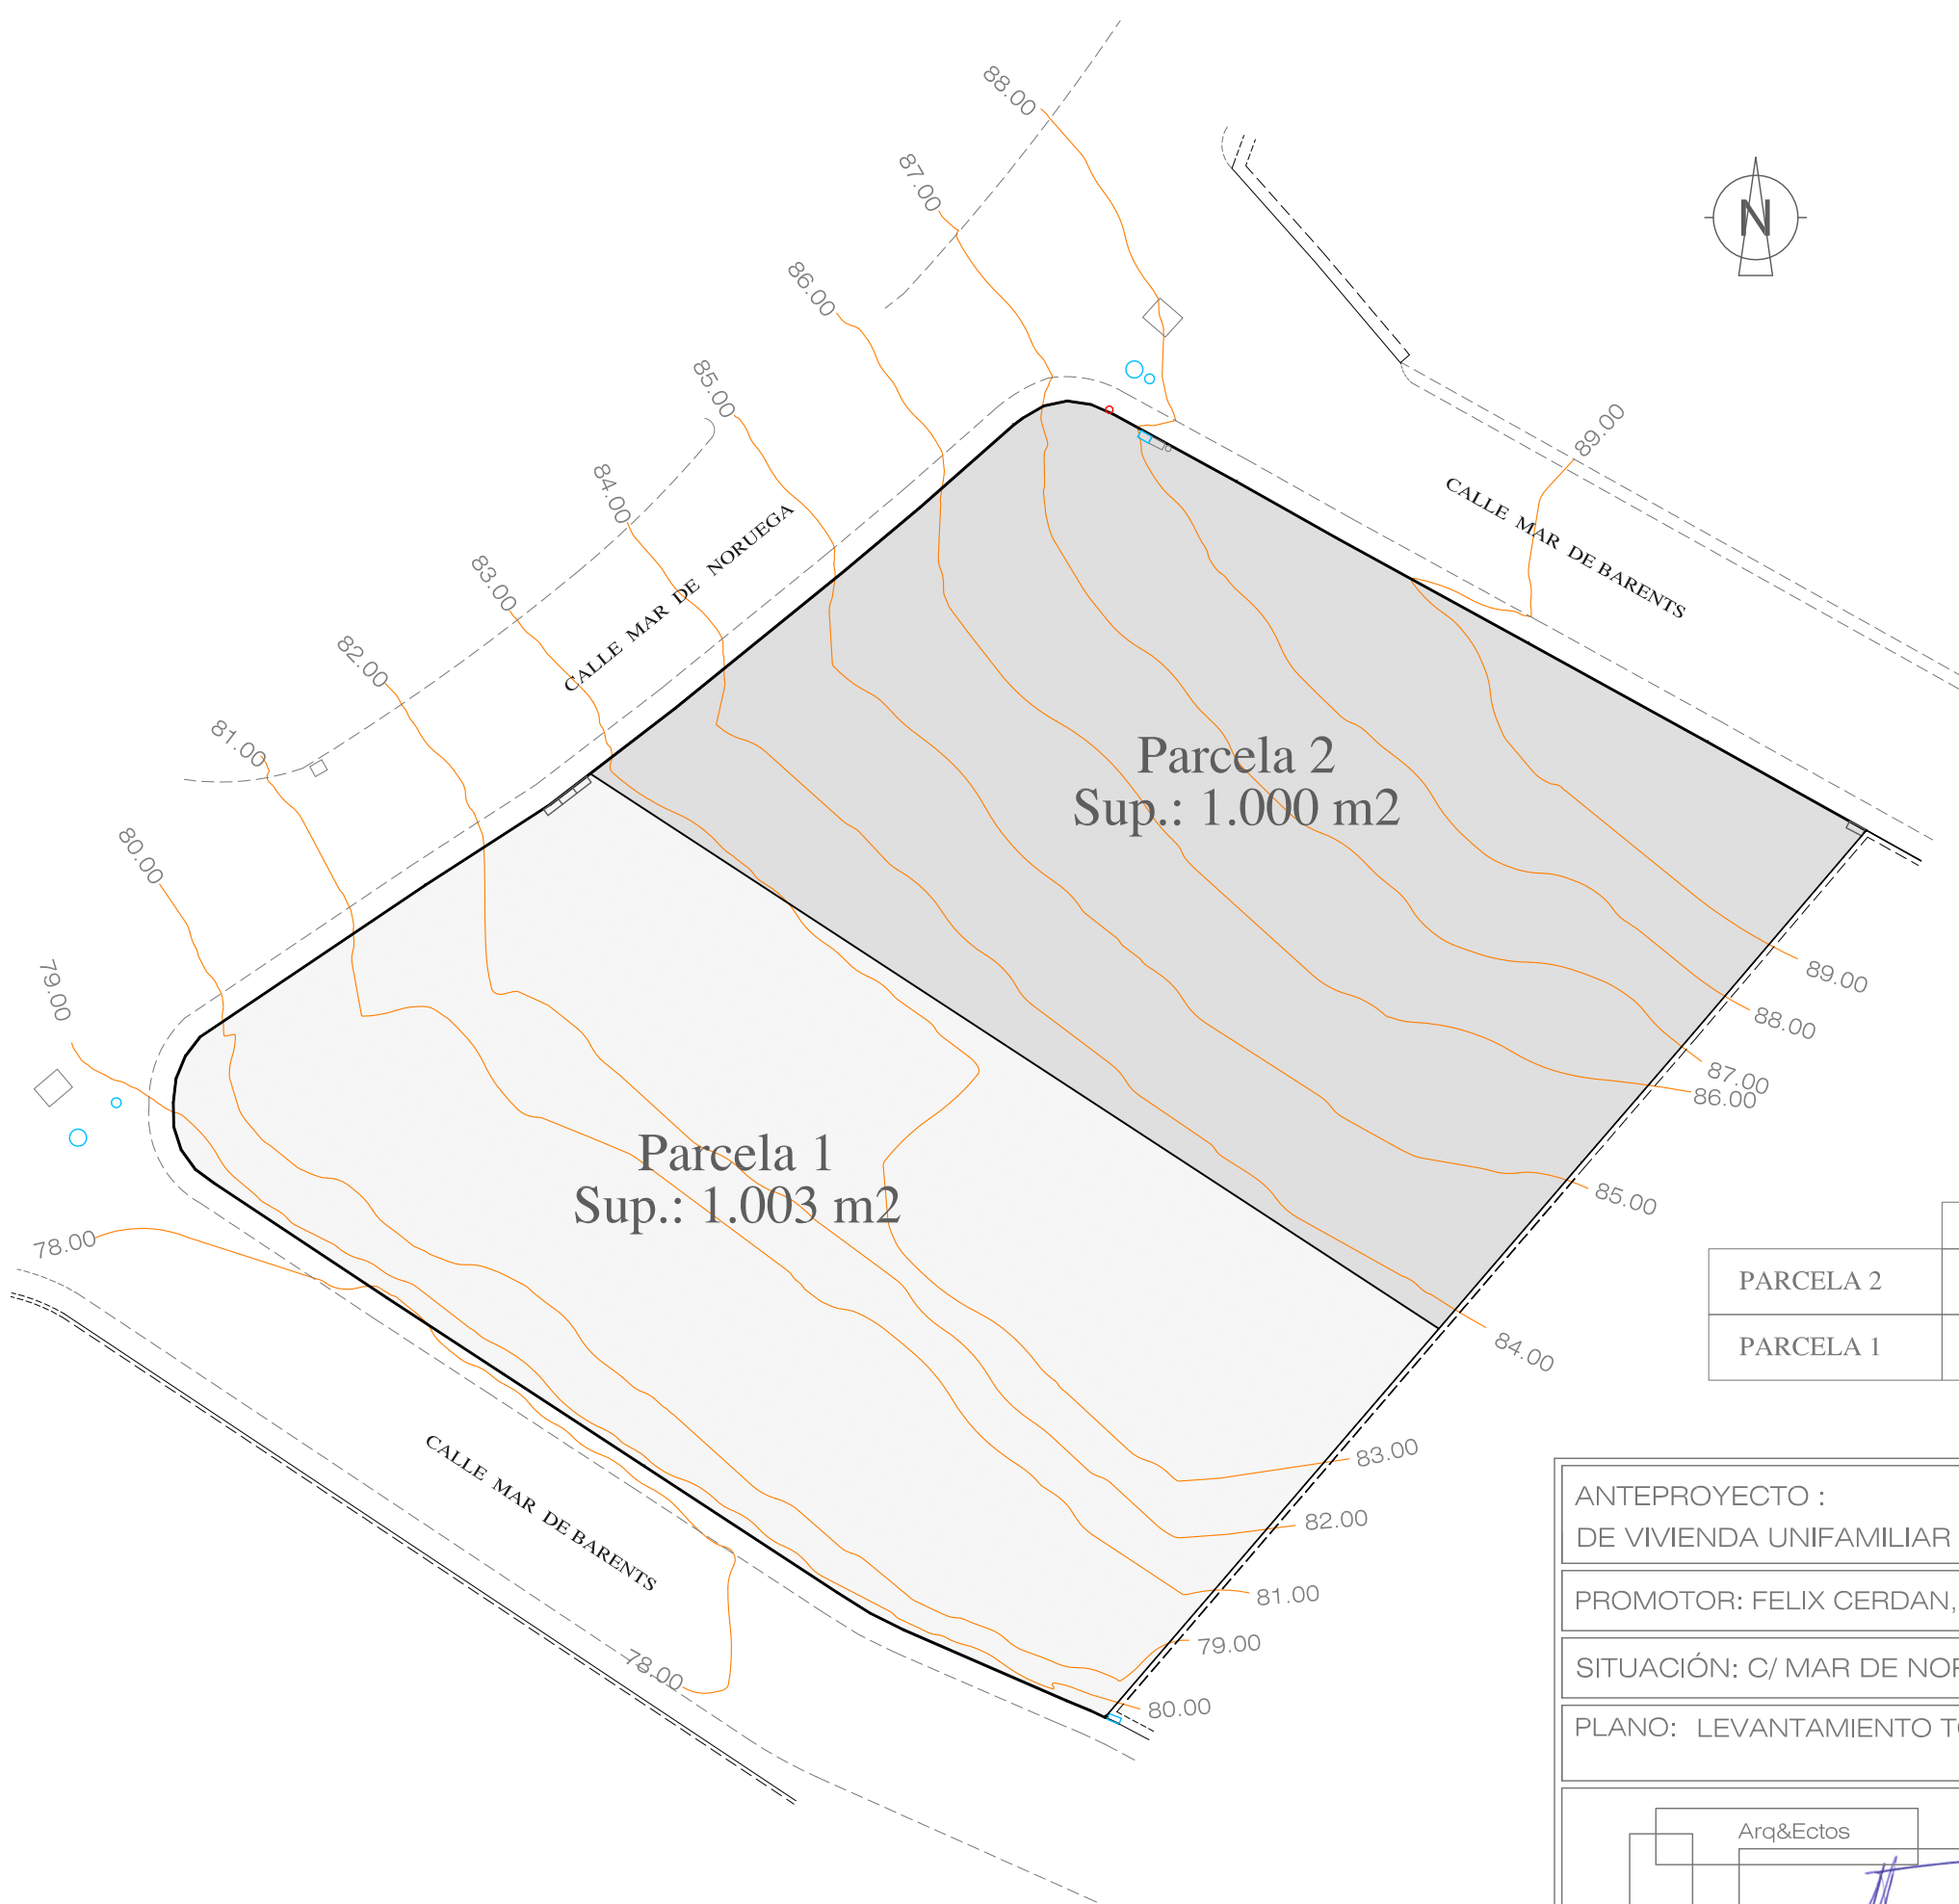 88.00
87.00
N
86.00
85.00
89.00
84.00
CALLE MAR DE BARENTS
CALLE MAR DE NORUEGA
83.00
82.00
81.00
Parcela 2
Sup.: 1.000 m2
80.00
79.00
89.00
88.00
87.00
86.00
Parcela 1
Sup.: 1.003 m2
85.00
78.00
PARCELA 2
84.00
PARCELA 1
83.00
CALLE MAR DE BARENTS
82.00
81.00
79.00
78.00
80.00
ANTEPROYECTO :
DE VIVIENDA UNIFAMILIAR
PROMOTOR: FELIX CERDAN,
SITUACIÓN: C/ MAR DE
PLANO: LEVANTAMIENTO
Arq&Ectos